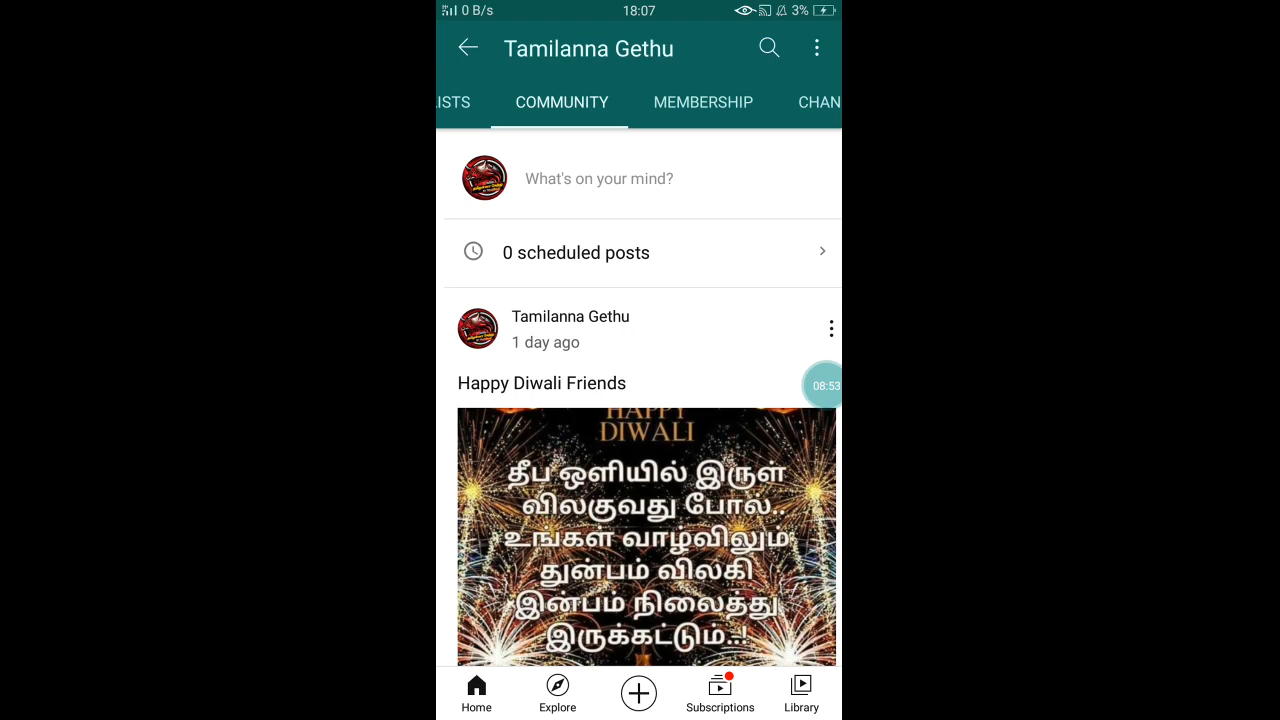 0 B/s 18:07 3%
Tamilanna Gethu
ISTS COMMUNITY MEMBERSHIP CHAN
What's on your mind?
0 scheduled posts
Tamilanna Gethu
1 day ago
Happy Diwali Friends
08:53
HAPPY
DIWALI
தீப ஒளியில் இருள்
விலகுவது போல்..
உங்கள் வாழ்விலும்
துன்பம் விலகி
இன்பம் நிலைத்து
இருக்கட்டும்..!
Home Explore Subscriptions Library